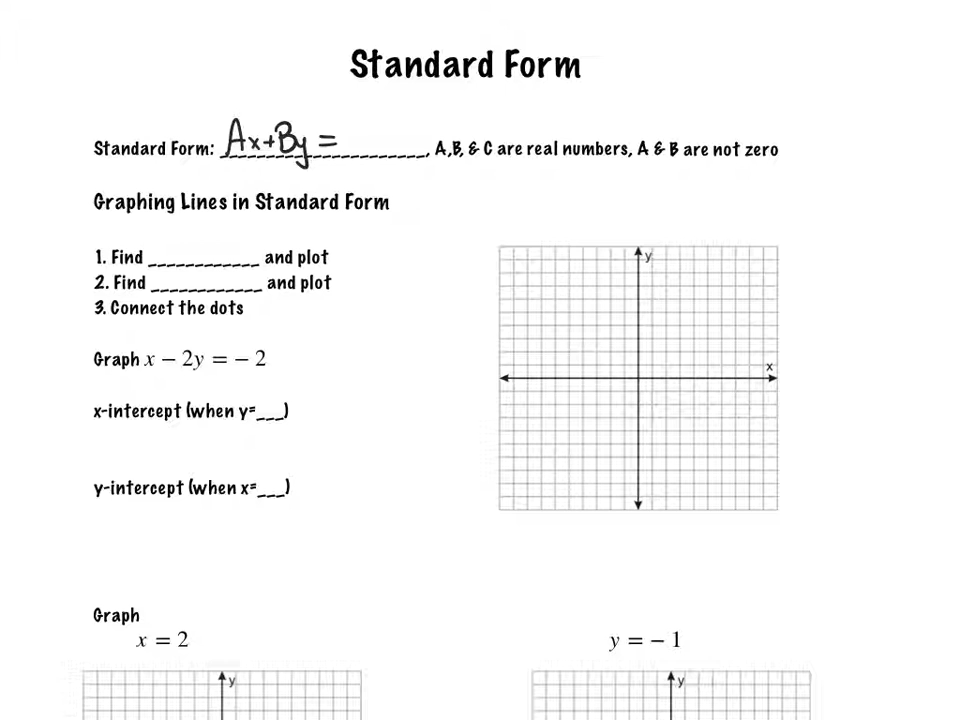 Standard Form
Standard Form: Ax+By = ____________________, A,B, & C are real numbers, A & B are not zero
Graphing Lines in Standard Form
1. Find ____________ and plot
2. Find ____________ and plot
3. Connect the dots
Graph x − 2y = − 2
x-intercept (when y=___)
y-intercept (when x=___)
y
x
Graph
x = 2
y = − 1
y
y